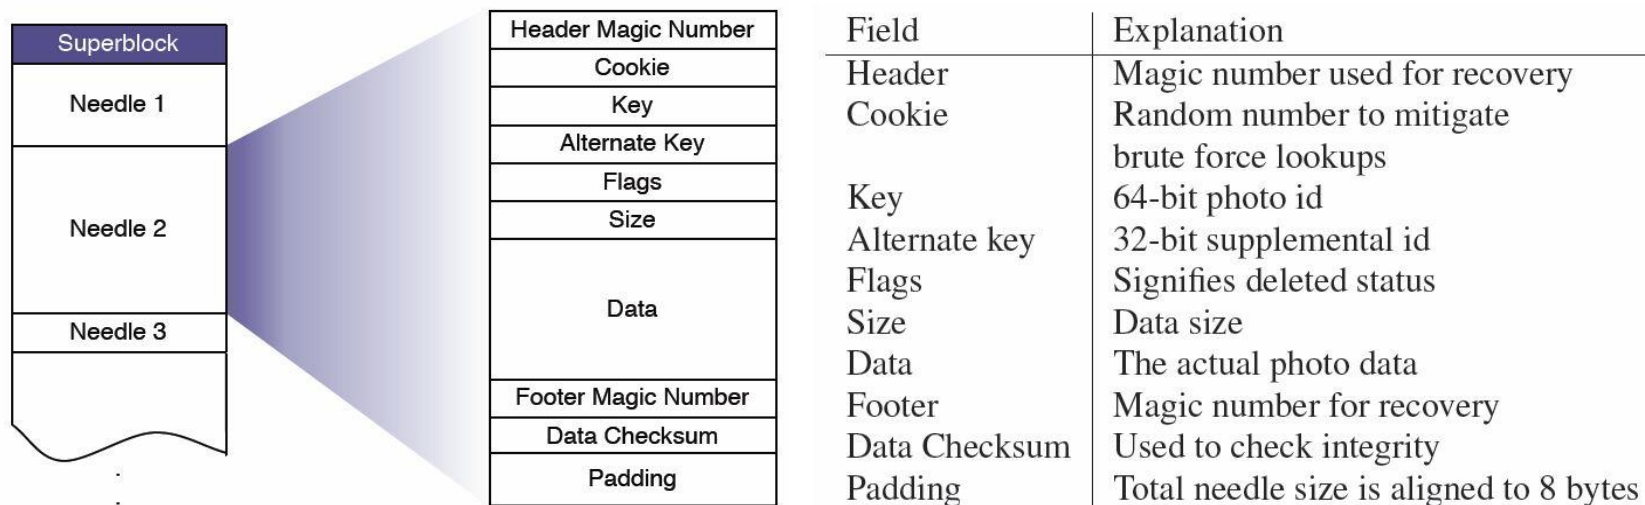 Superblock
Needle 1
Needle 2
Needle 3
Header Magic Number
Cookie
Key
Alternate Key
Flags
Size
Data
Footer Magic Number
Data Checksum
Padding
Field Explanation
Header Magic number used for recovery
Cookie Random number to mitigate
brute force lookups
Key 64-bit photo id
Alternate key 32-bit supplemental id
Flags Signifies deleted status
Size Data size
Data The actual photo data
Footer Magic number for recovery
Data Checksum Used to check integrity
Padding Total needle size is aligned to 8 bytes